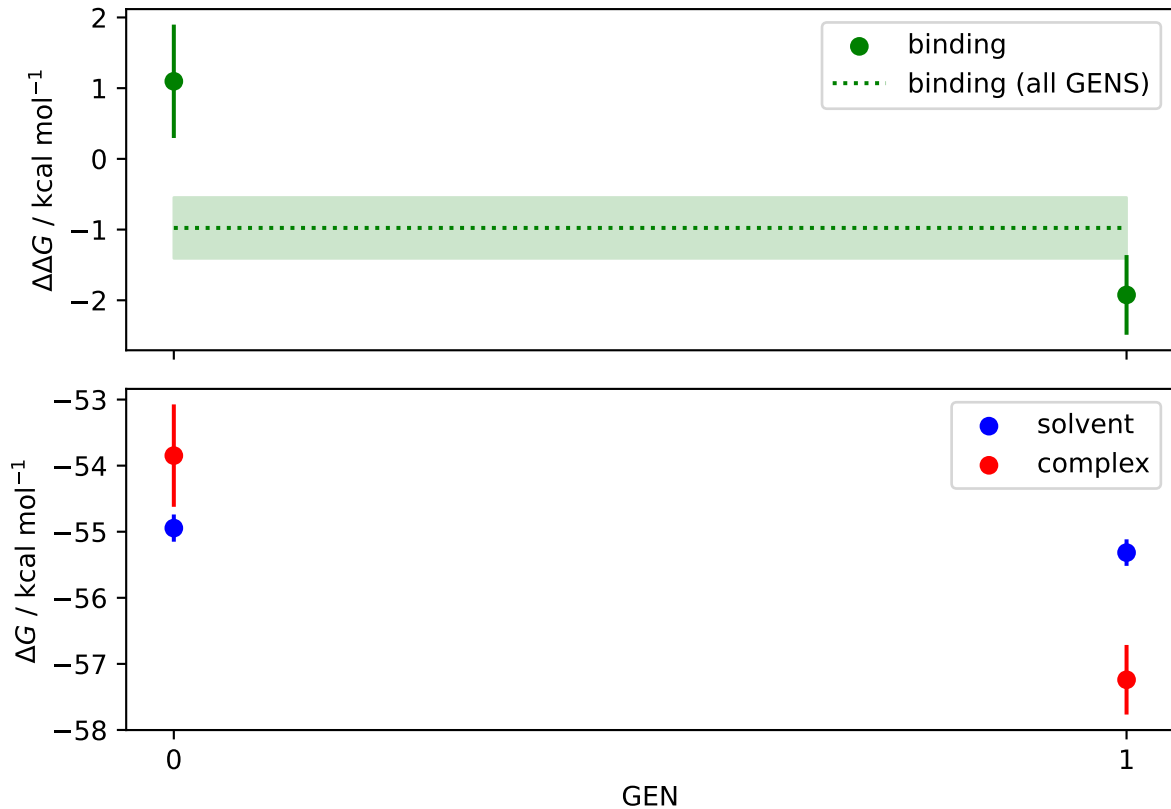 2
1
0
−1
−2
ΔΔG / kcal mol⁻¹
binding
binding (all GENS)
−53
−54
−55
−56
−57
−58
ΔG / kcal mol⁻¹
solvent
complex
0
1
GEN